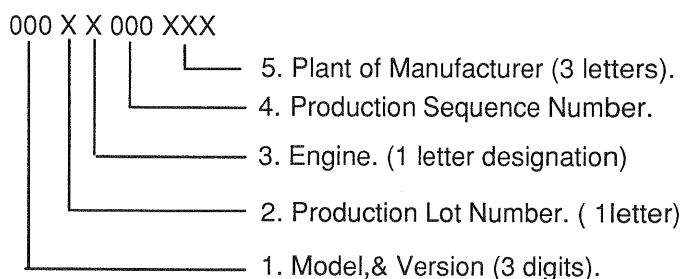 000 X X 000 XXX
5. Plant of Manufacturer (3 letters).
4. Production Sequence Number.
3. Engine. (1 letter designation)
2. Production Lot Number. ( 1letter)
1. Model,& Version (3 digits).